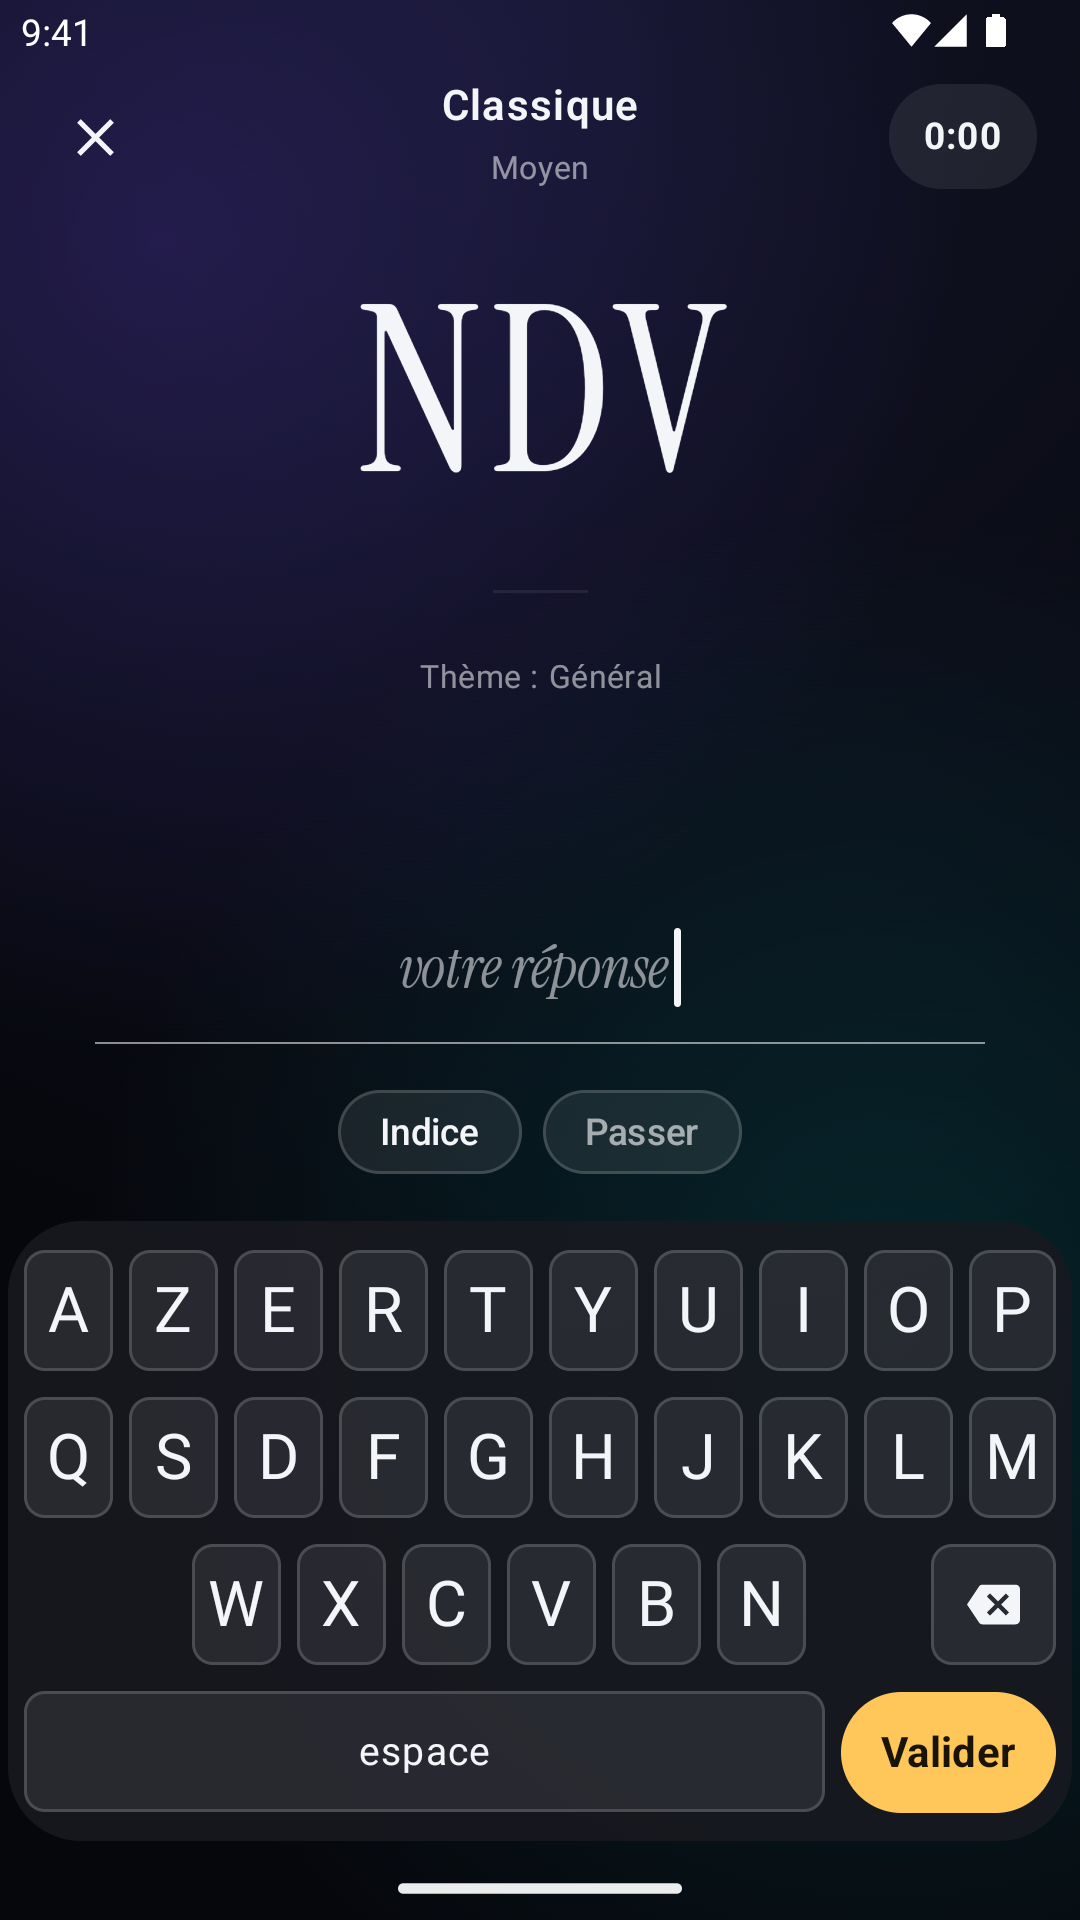 9:41
Classique
Moyen
0:00
NDV
Thème : Général
votre réponse
Indice
Passer
A Z E R T Y U I O P
Q S D F G H J K L M
W X C V B N
espace
Valider